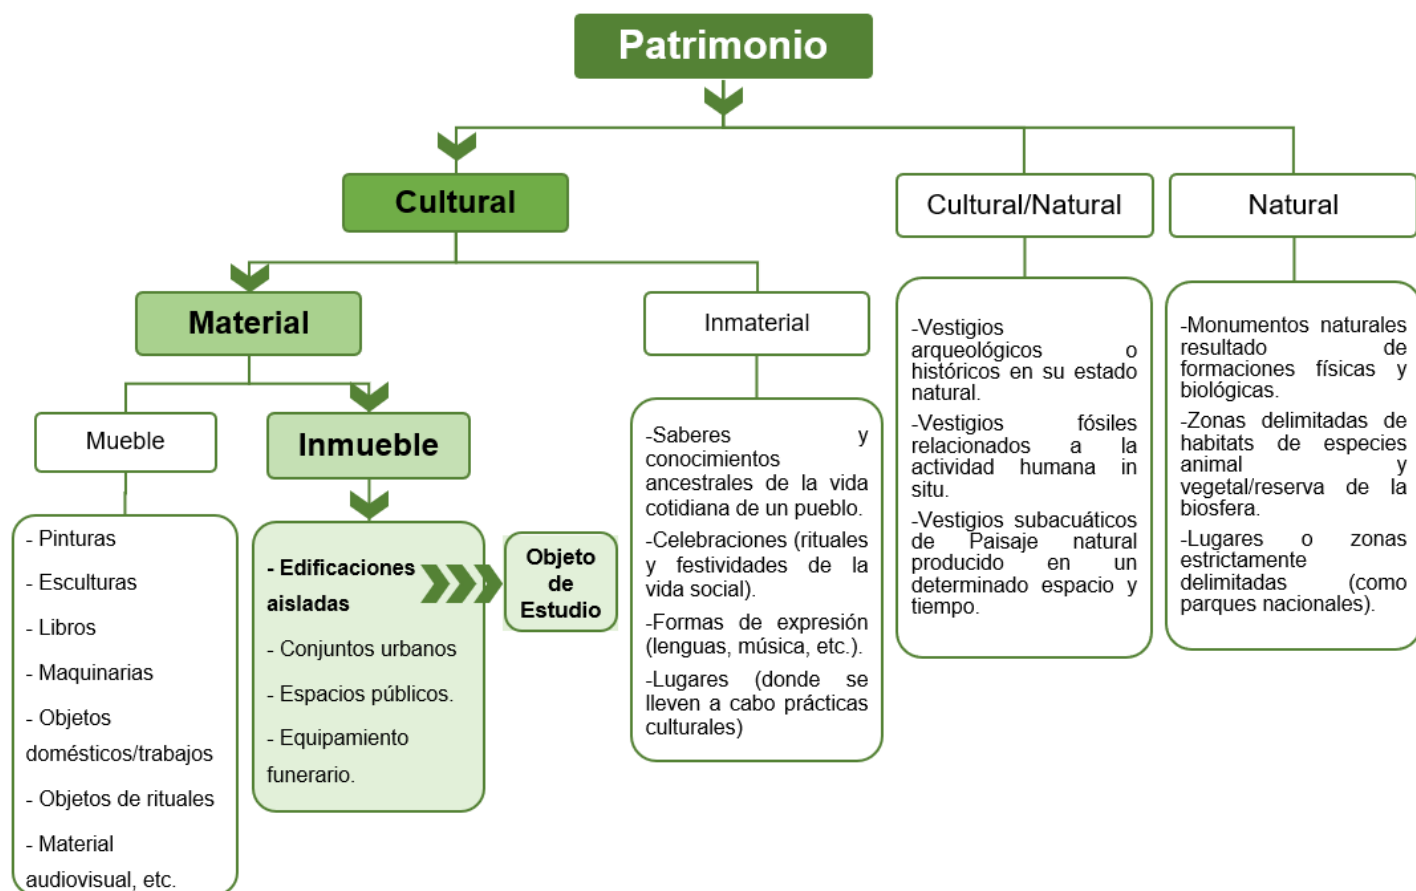 Patrimonio
Cultural
Cultural/Natural
Natural
Material
Inmaterial
Mueble
Inmueble
- Pinturas
- Esculturas
- Libros
- Maquinarias
- Objetos
domésticos/trabajos
- Objetos de rituales
- Material
audiovisual, etc.
- Edificaciones
aisladas
- Conjuntos urbanos
- Espacios públicos.
- Equipamiento
funerario.
Objeto
de
Estudio
-Saberes y
conocimientos
ancestrales de la vida
cotidiana de un pueblo.
-Celebraciones (rituales
y festividades de la
vida social).
-Formas de expresión
(lenguas, música, etc.).
-Lugares (donde se
lleven a cabo prácticas
culturales)
-Vestigios
arqueológicos o
históricos en su estado
natural.
-Vestigios fósiles
relacionados a la
actividad humana in
situ.
-Vestigios subacuáticos
de Paisaje natural
producido en un
determinado espacio y
tiempo.
-Monumentos naturales
resultado de
formaciones físicas y
biológicas.
-Zonas delimitadas de
habitats de especies
animal y
vegetal/reserva de la
biosfera.
-Lugares o zonas
estrictamente
delimitadas (como
parques nacionales).